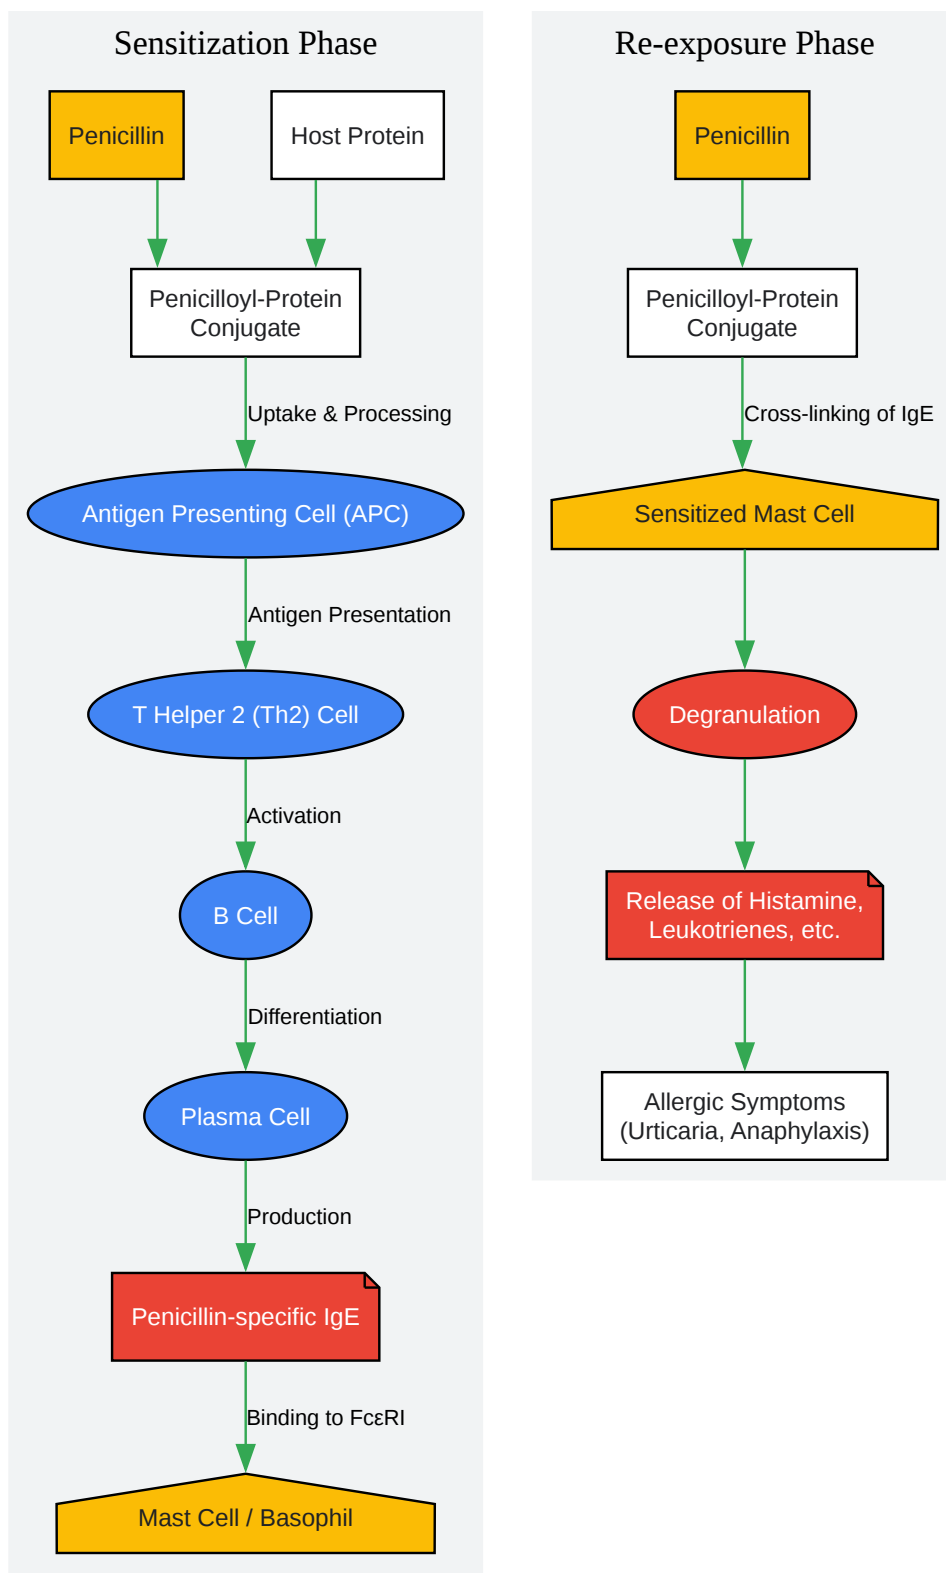 Sensitization Phase
Penicillin
Host Protein
Penicilloyl-Protein
Conjugate
Uptake & Processing
Antigen Presenting Cell (APC)
Antigen Presentation
T Helper 2 (Th2) Cell
Activation
B Cell
Differentiation
Plasma Cell
Production
Penicillin-specific IgE
Binding to FcεRI
Mast Cell / Basophil
Re-exposure Phase
Penicillin
Penicilloyl-Protein
Conjugate
Cross-linking of IgE
Sensitized Mast Cell
Degranulation
Release of Histamine,
Leukotrienes, etc.
Allergic Symptoms
(Urticaria, Anaphylaxis)